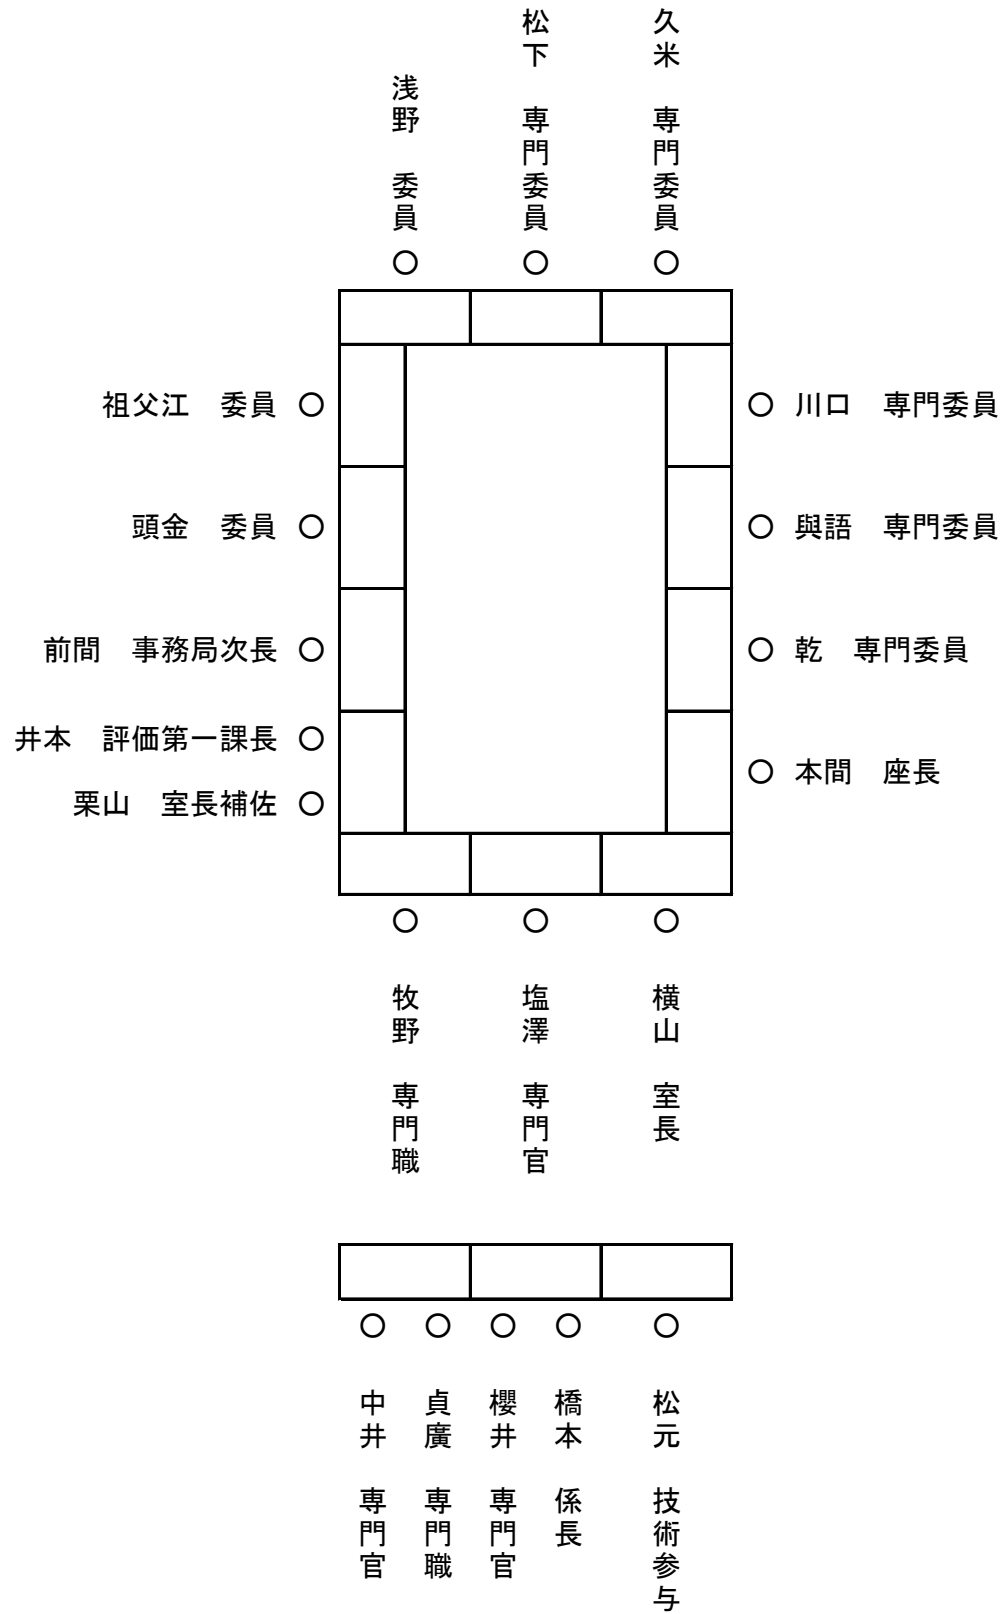 浅野　委員
松下　専門委員
久米　専門委員
祖父江　委員
頭金　委員
前間　事務局次長
井本　評価第一課長
栗山　室長補佐
川口　専門委員
與語　専門委員
乾　専門委員
本間　座長
牧野　専門職
塩澤　専門官
横山　室長
中井　専門官
貞廣　専門職
櫻井　専門官
橋本　係長
松元　技術参与